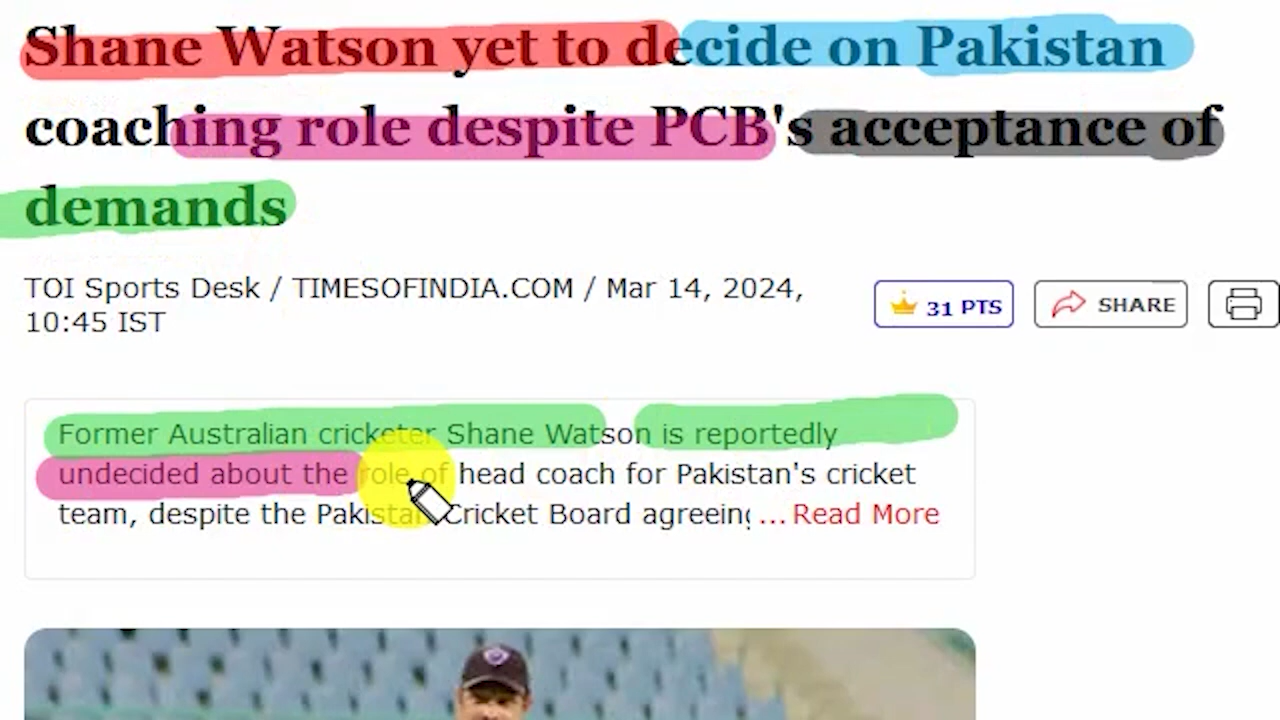 Shane Watson yet to decide on Pakistan
coaching role despite PCB's acceptance of
demands
TOI Sports Desk / TIMESOFINDIA.COM / Mar 14, 2024,
10:45 IST
31 PTS
SHARE
Former Australian cricketer Shane Watson is reportedly
undecided about the role of head coach for Pakistan's cricket
team, despite the Pakistan Cricket Board agreeing ... Read More